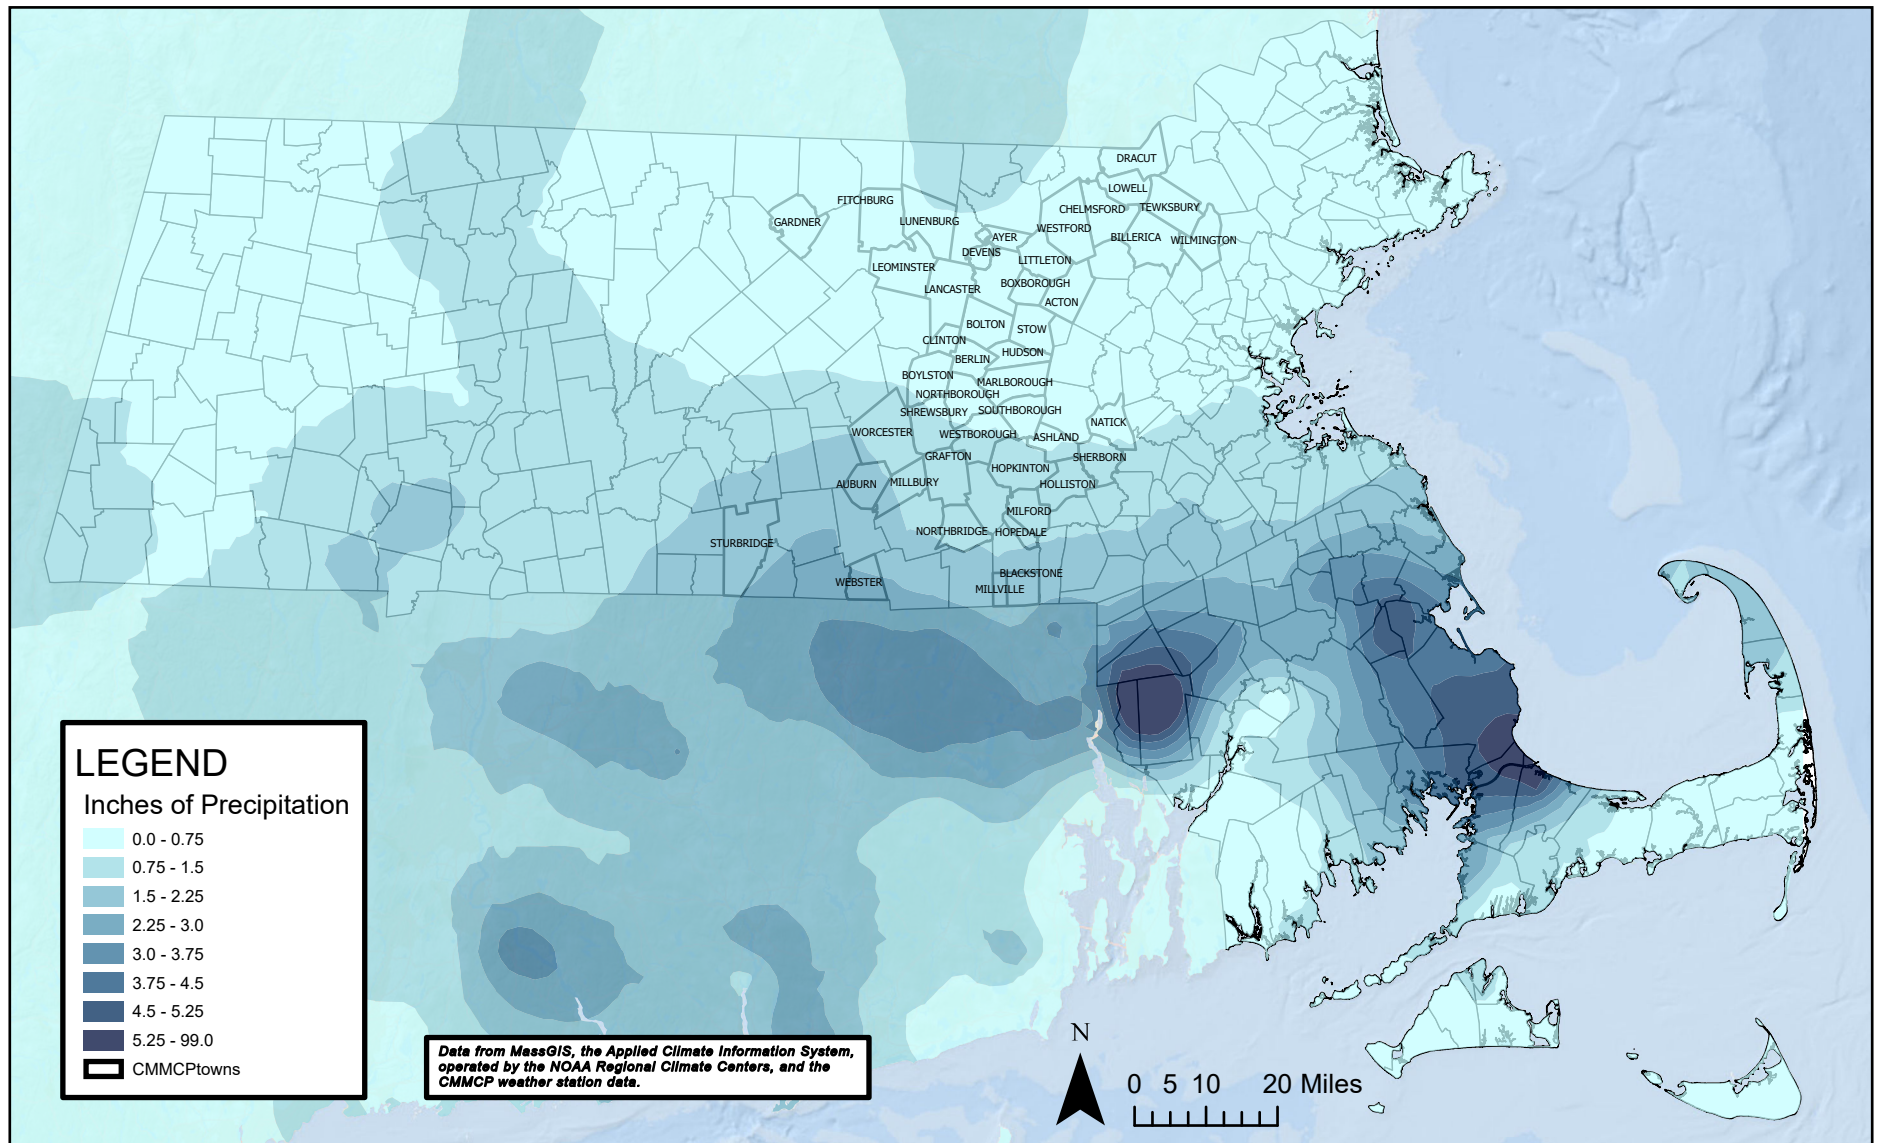 DRACUT
LOWELL
FITCHBURG
CHELMSFORD TEWKSBURY
GARDNER
LUNENBURG
WESTFORD
AYER
BILLERICA
WILMINGTON
DEVENS
LITTLETON
LEOMINSTER
LANCASTER
BOXBOROUGH
ACTON
BOLTON
STOW
CLINTON
HUDSON
BERLIN
BOYLSTON
MARLBOROUGH
NORTHBOROUGH
SHREWSBURY
SOUTHBOROUGH
NATICK
WORCESTER
WESTBOROUGH
ASHLAND
GRAFTON
SHERBORN
HOPKINTON
AUBURN
MILLBURY
HOLLISTON
MILFORD
NORTHBRIDGE
HOPEDALE
STURBRIDGE
BLACKSTONE
WEBSTER
MILLVILLE
LEGEND
Inches of Precipitation
0.0 - 0.75
0.75 - 1.5
1.5 - 2.25
2.25 - 3.0
3.0 - 3.75
3.75 - 4.5
4.5 - 5.25
5.25 - 99.0
CMMCPtowns
Data from MassGIS, the Applied Climate Information System,
operated by the NOAA Regional Climate Centers, and the
CMMCP weather station data.
N
0 5 10 20 Miles